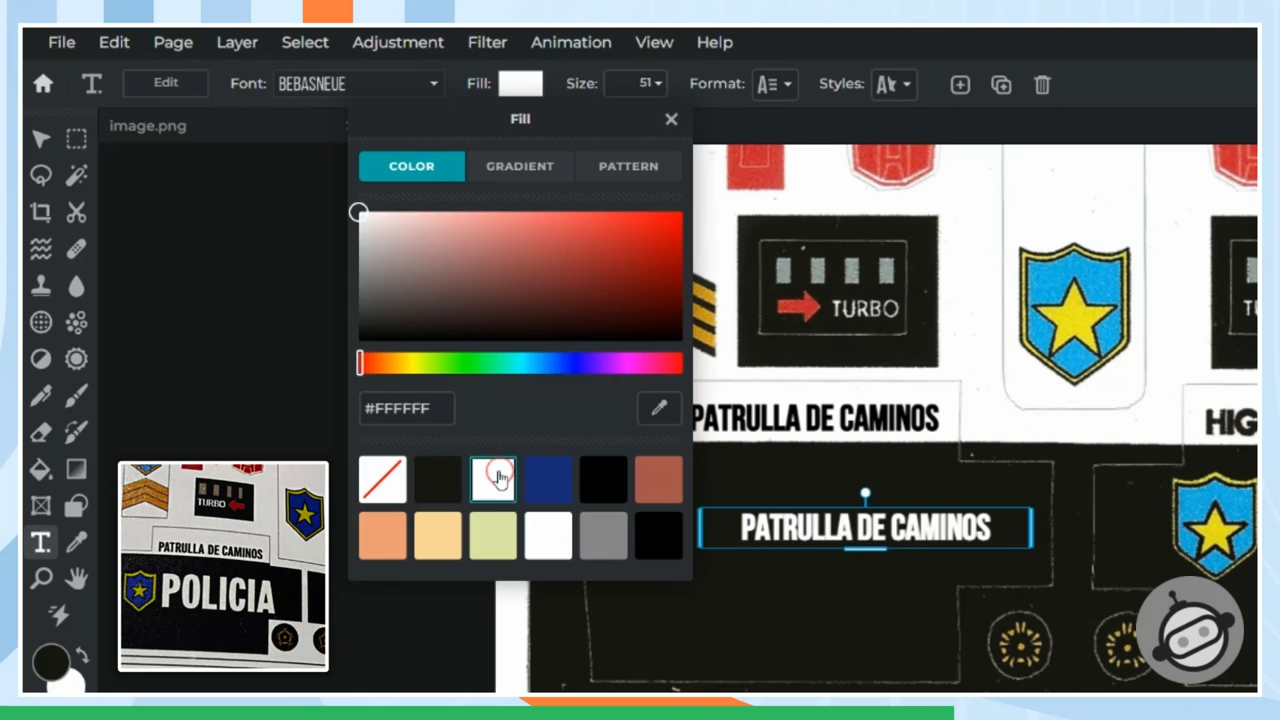 File Edit Page Layer Select Adjustment Filter Animation View Help
T. Edit Font: BEBASNEUE Fill: Size: 51 Format: A Styles: A
image.png
Fill
COLOR GRADIENT PATTERN
TURBO
#FFFFFF
PATRULLA DE CAMINOS
HIG
PATRULLA DE CAMINOS
T.
TURBO
PATRULLA DE CAMINOS
POLICIA